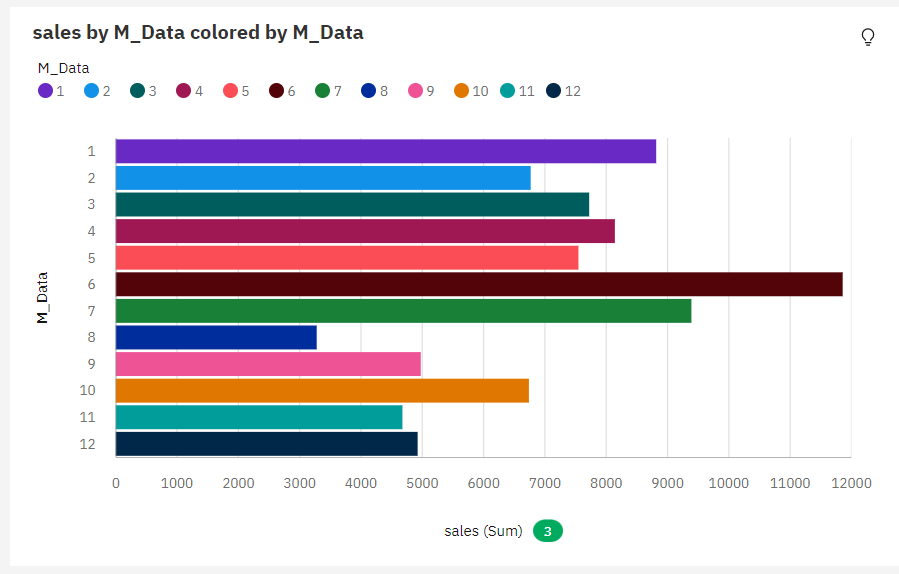 sales by M_Data colored by M_Data
M_Data
1 2 3 4 5 6 7 8 9 10 11 12
1
2
3
4
5
6
7
8
9
10
11
12
M_Data
0 1000 2000 3000 4000 5000 6000 7000 8000 9000 10000 11000 12000
sales (Sum) 3